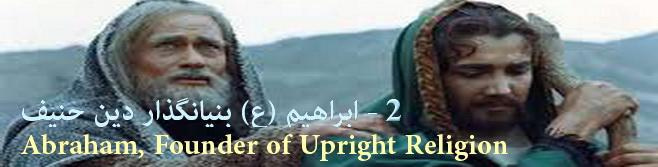 2 - ابراهیم (ع) بنیانگذار دین حنیف
Abraham, Founder of Upright Religion